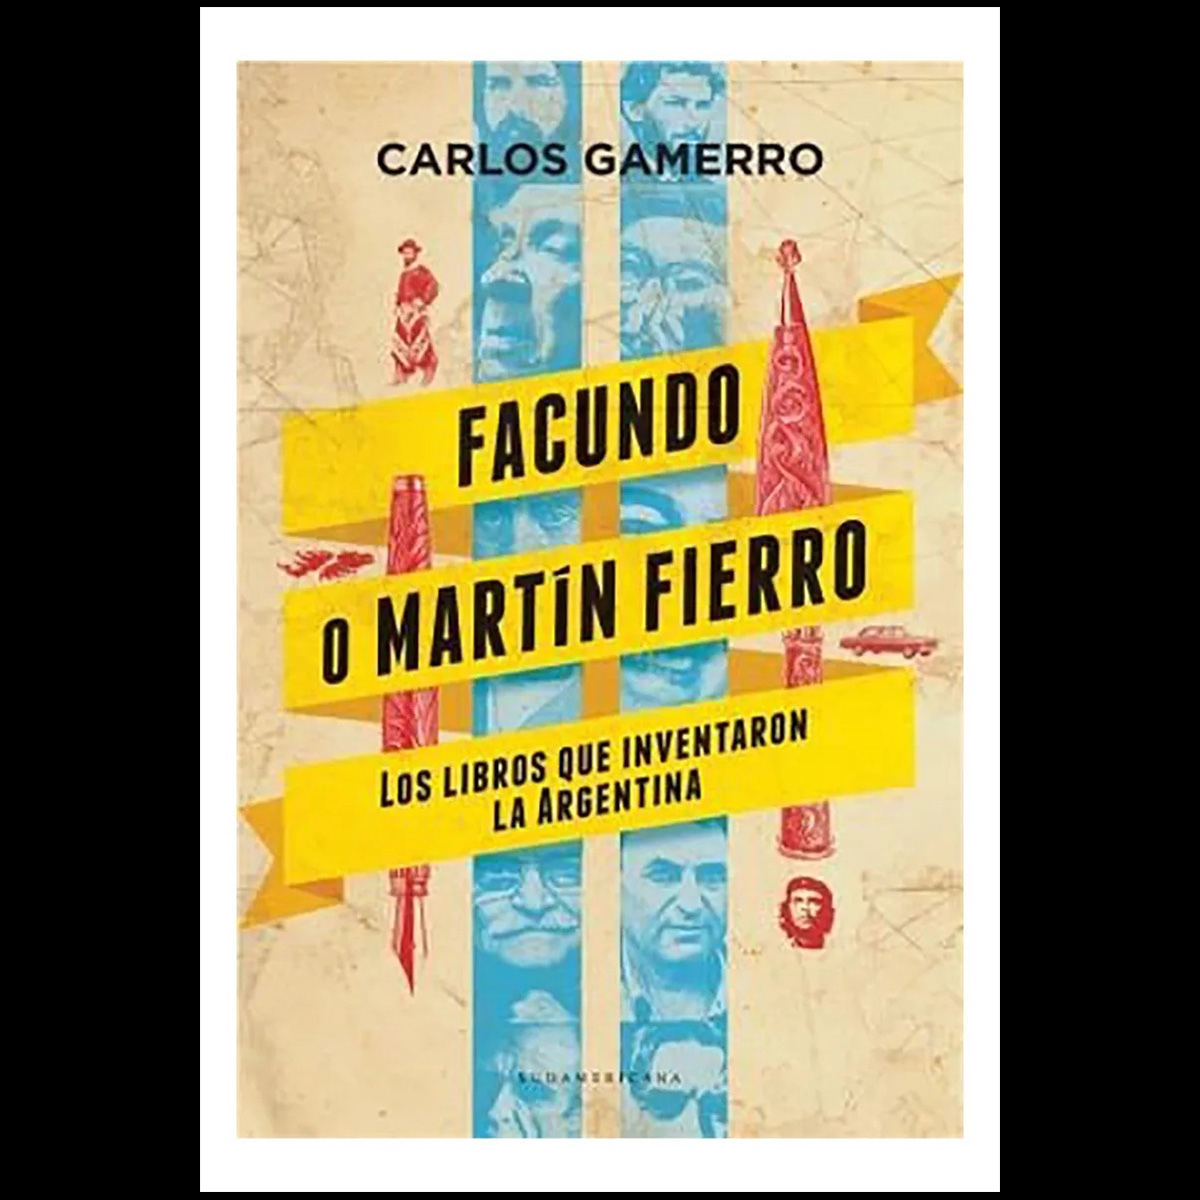 CARLOS GAMERRO
FACUNDO
O MARTÍN FIERRO
LOS LIBROS QUE INVENTARON
LA ARGENTINA
SUDAMERICANA